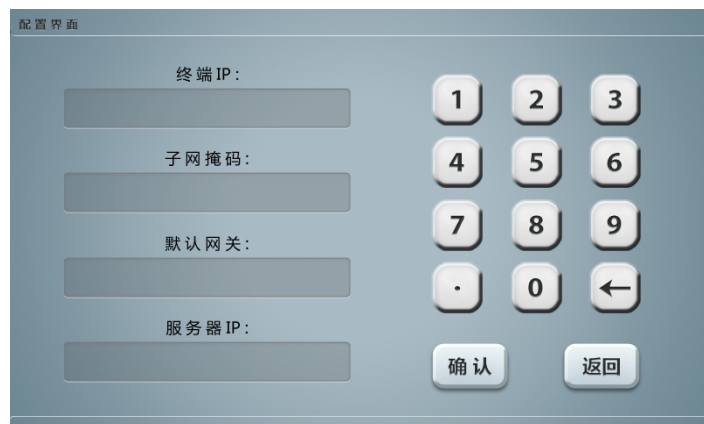 配置界面
终端IP:
子网掩码:
默认网关:
服务器IP:
1 2 3
4 5 6
7 8 9
· 0 ←
确认 返回